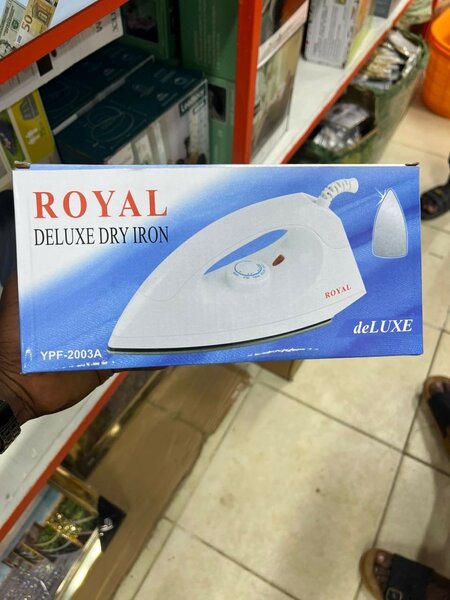 ROYAL
DELUXE DRY IRON
ROYAL
deLUXE
YPF-2003A